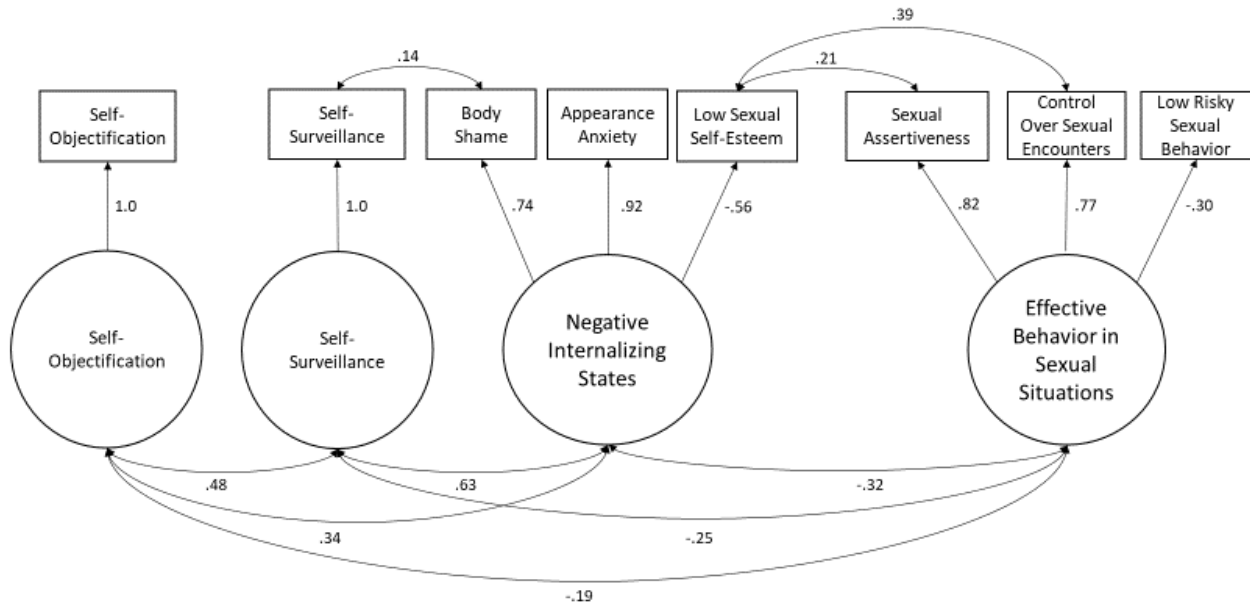 .39
.14
.21
Self-
Objectification
Self-
Surveillance
Body
Shame
Appearance
Anxiety
Low Sexual
Self-Esteem
Sexual
Assertiveness
Control
Over Sexual
Encounters
Low Risky
Sexual
Behavior
1.0
1.0
.74
.92
-.56
.82
.77
-.30
Self-
Objectification
Self-
Surveillance
Negative
Internalizing
States
Effective
Behavior in
Sexual
Situations
.48
.63
-.32
.34
-.25
-.19